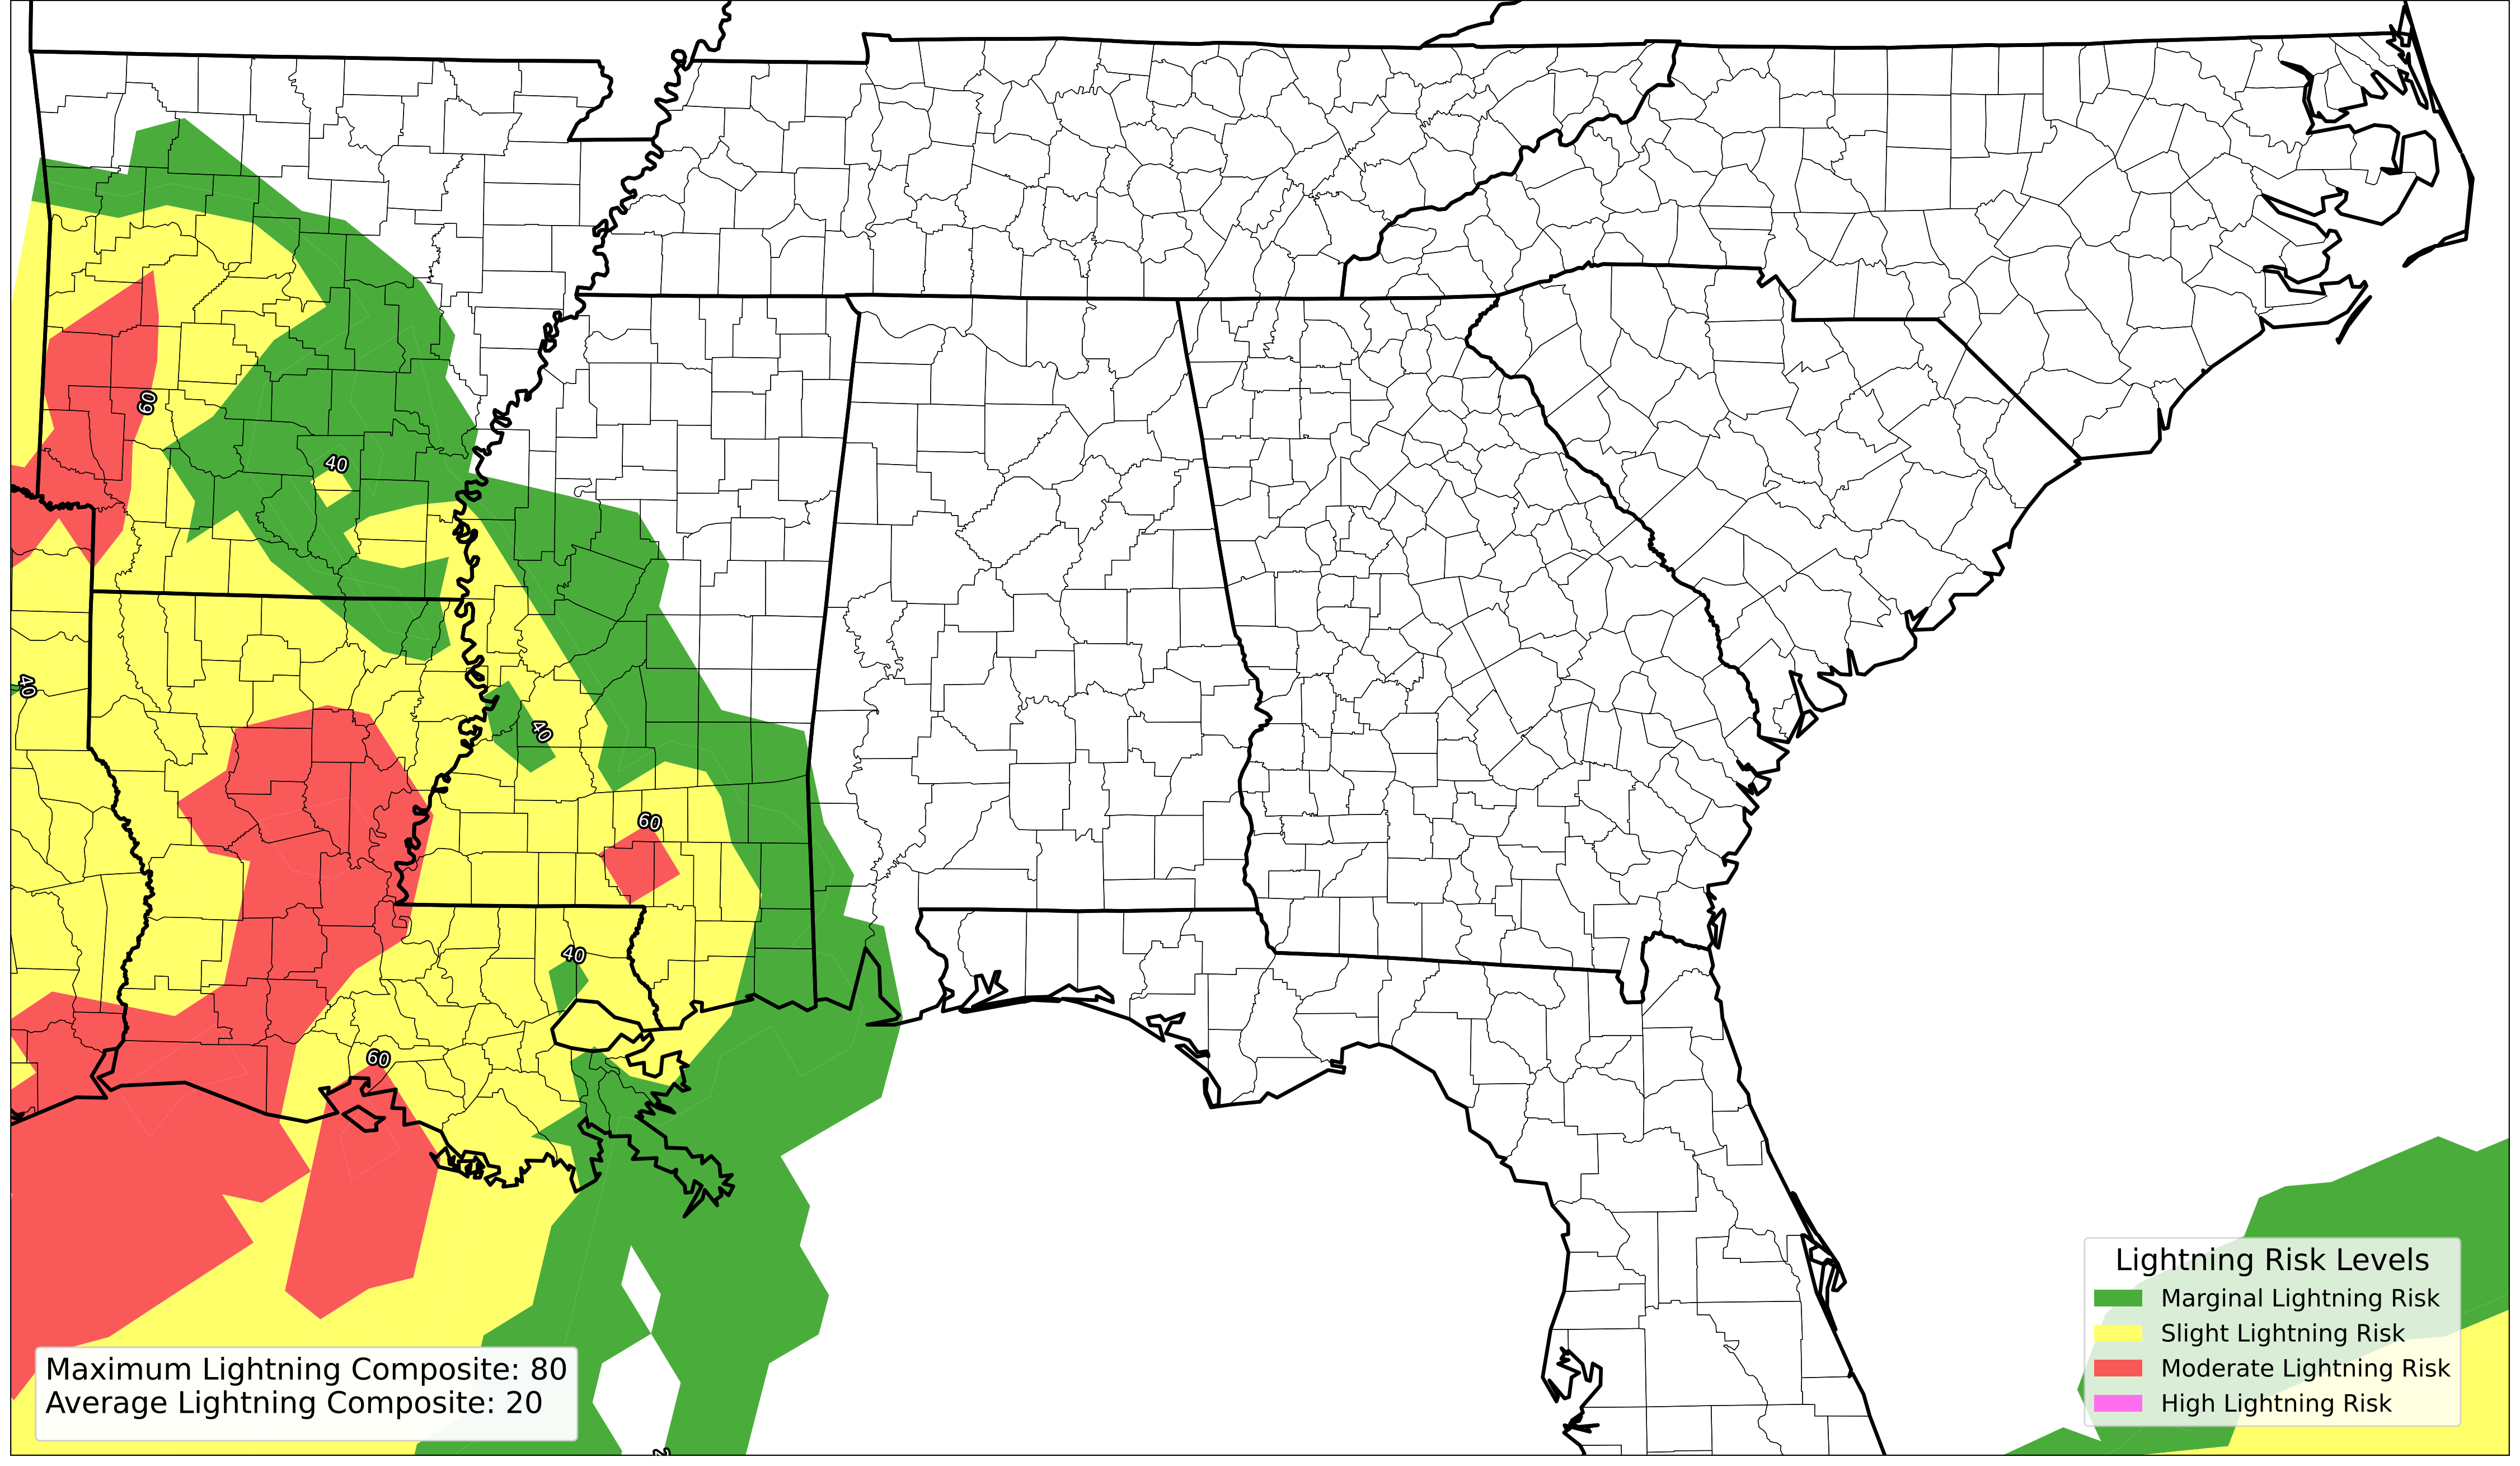 60
40
40
40
60
40
60
Lightning Risk Levels
Marginal Lightning Risk
Slight Lightning Risk
Moderate Lightning Risk
High Lightning Risk
Maximum Lightning Composite: 80
Average Lightning Composite: 20